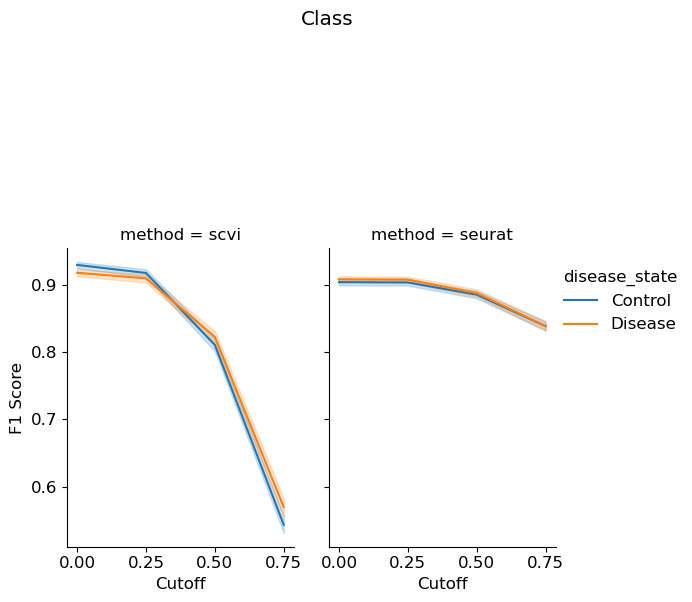 Class
method = scvi
method = seurat
disease_state
Control
Disease
F1 Score
0.9
0.8
0.7
0.6
0.00 0.25 0.50 0.75
0.00 0.25 0.50 0.75
Cutoff
Cutoff